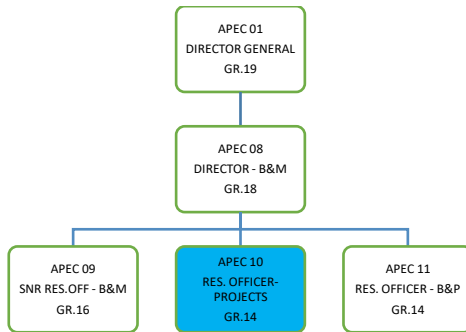 APEC 01
DIRECTOR GENERAL
GR.19
APEC 08
DIRECTOR - B&M
GR.18
APEC 09
SNR RES.OFF - B&M
GR.16
APEC 10
RES. OFFICER-
PROJECTS
GR.14
APEC 11
RES. OFFICER - B&P
GR.14